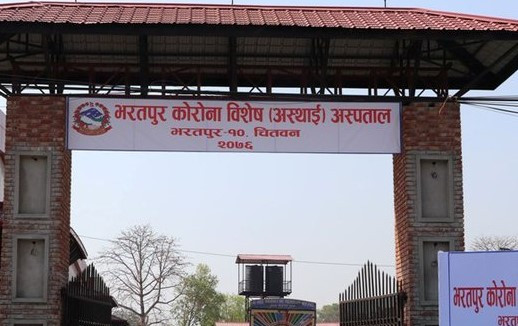 भरतपुर कोरोना विशेष (अस्थाई) अस्पताल
भरतपुर-१०, चितवन
२०७६
भरतपुर कोरोना